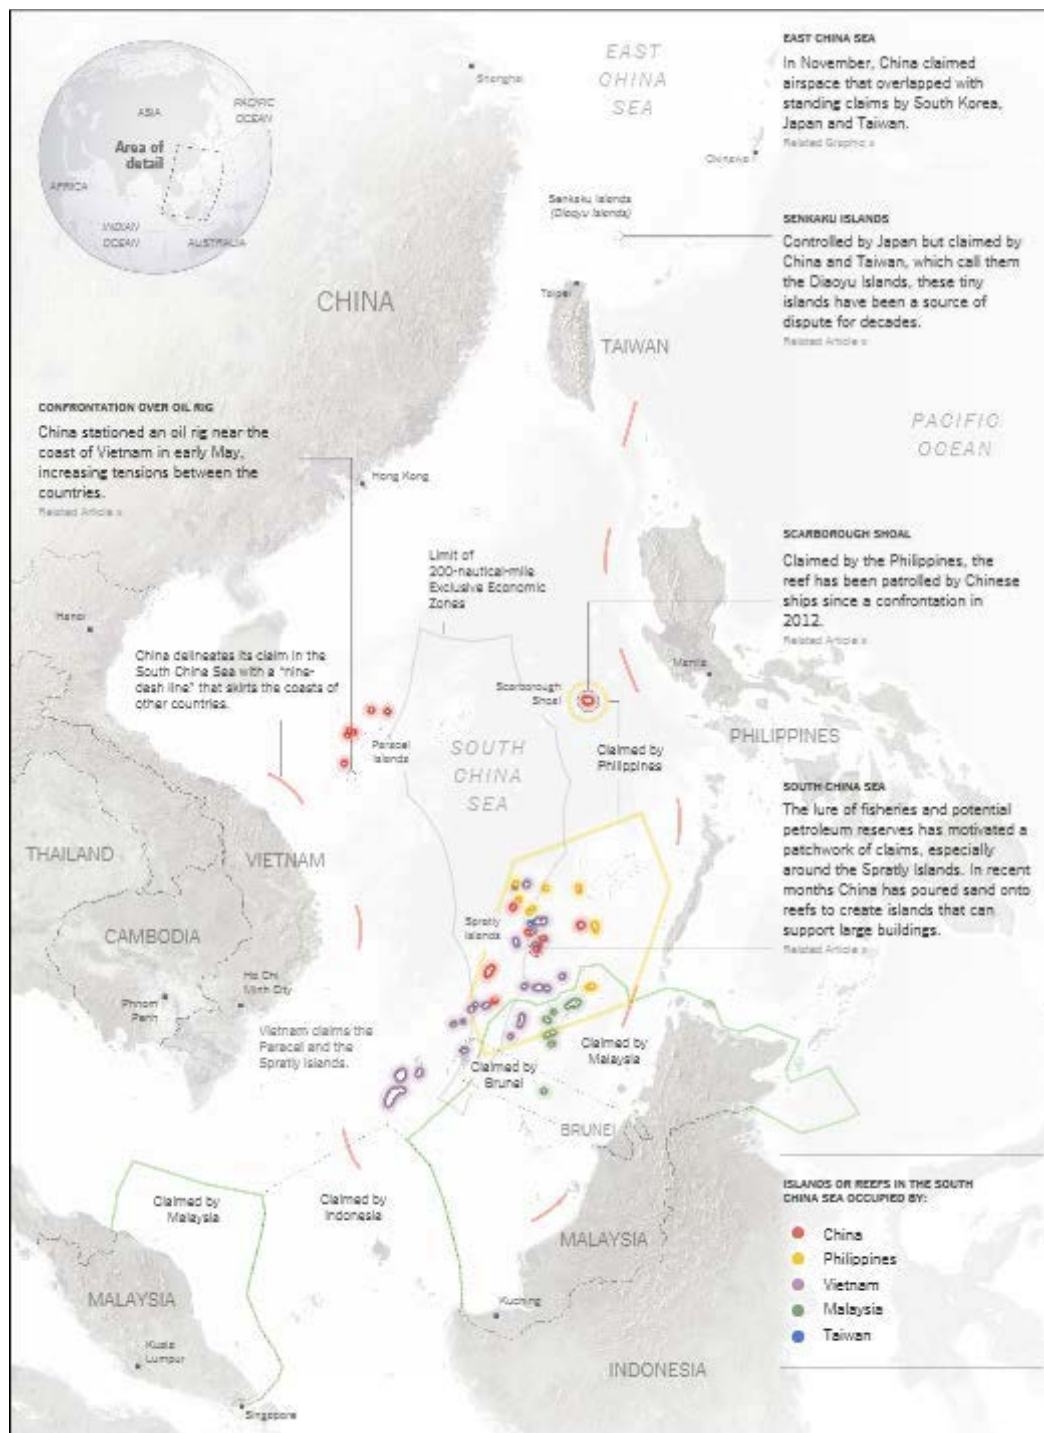 ASIA
PACIFIC
OCEAN
Area of
detail
AFRICA
INDIAN
OCEAN
AUSTRALIA
EAST
CHINA
SEA
Shanghai
Okinawa
EAST CHINA SEA
In November, China claimed
airspace that overlapped with
standing claims by South Korea,
Japan and Taiwan.
Related Graphic »
Senkaku Islands
(Diaoyu Islands)
SENKAKU ISLANDS
Controlled by Japan but claimed by
China and Taiwan, which call them
the Diaoyu Islands, these tiny
islands have been a source of
dispute for decades.
Related Article »
CHINA
Taipei
TAIWAN
PACIFIC
OCEAN
CONFRONTATION OVER OIL RIG
China stationed an oil rig near the
coast of Vietnam in early May,
increasing tensions between the
countries.
Related Article »
Hong Kong
Limit of
200-nautical-mile
Exclusive Economic
Zones
SCARBOROUGH SHOAL
Claimed by the Philippines, the
reef has been patrolled by Chinese
ships since a confrontation in
2012.
Related Article »
Hanoi
China delineates its claim in the
South China Sea with a "nine-
dash line" that skirts the coasts of
other countries.
Manila
Scarborough
Shoal
Paracel
Islands
SOUTH
CHINA
SEA
Claimed by
Philippines
PHILIPPINES
SOUTH CHINA SEA
The lure of fisheries and potential
petroleum reserves has motivated a
patchwork of claims, especially
around the Spratly Islands. In recent
months China has poured sand onto
reefs to create islands that can
support large buildings.
Related Article »
THAILAND
VIETNAM
CAMBODIA
Spratly
Islands
Phnom
Penh
Ho Chi
Minh City
Vietnam claims the
Paracel and the
Spratly Islands.
Claimed by
Malaysia
Claimed by
Brunei
BRUNEI
Claimed by
Malaysia
Claimed by
Indonesia
MALAYSIA
MALAYSIA
Kuching
Kuala
Lumpur
INDONESIA
Singapore
ISLANDS OR REEFS IN THE SOUTH
CHINA SEA OCCUPIED BY:
China
Philippines
Vietnam
Malaysia
Taiwan